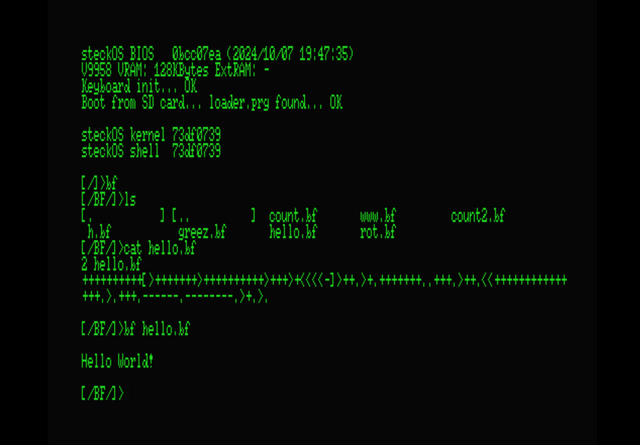 steckOS BIOS   0bcc07ea (2024/10/07 19:47:35)
V9958 VRAM: 128KBytes ExtRAM: -
Keyboard init... OK
Boot from SD card... loader.prg found... OK
steckOS kernel 73df0739
steckOS shell  73df0739
[/]>bf
[/BF/]>ls
[.          ] [..         ]  count.bf       www.bf         count2.bf
 h.bf           greez.bf       hello.bf       rot.bf
[/BF/]>cat hello.bf
2 hello.bf
++++++++++[>+++++++>++++++++++>+++>+<<<<-]>++.>+.+++++++..+++.>++.<<++++++++++++
+++.>.+++.------.--------.>+.>.
[/BF/]>bf hello.bf
Hello World!
[/BF/]>